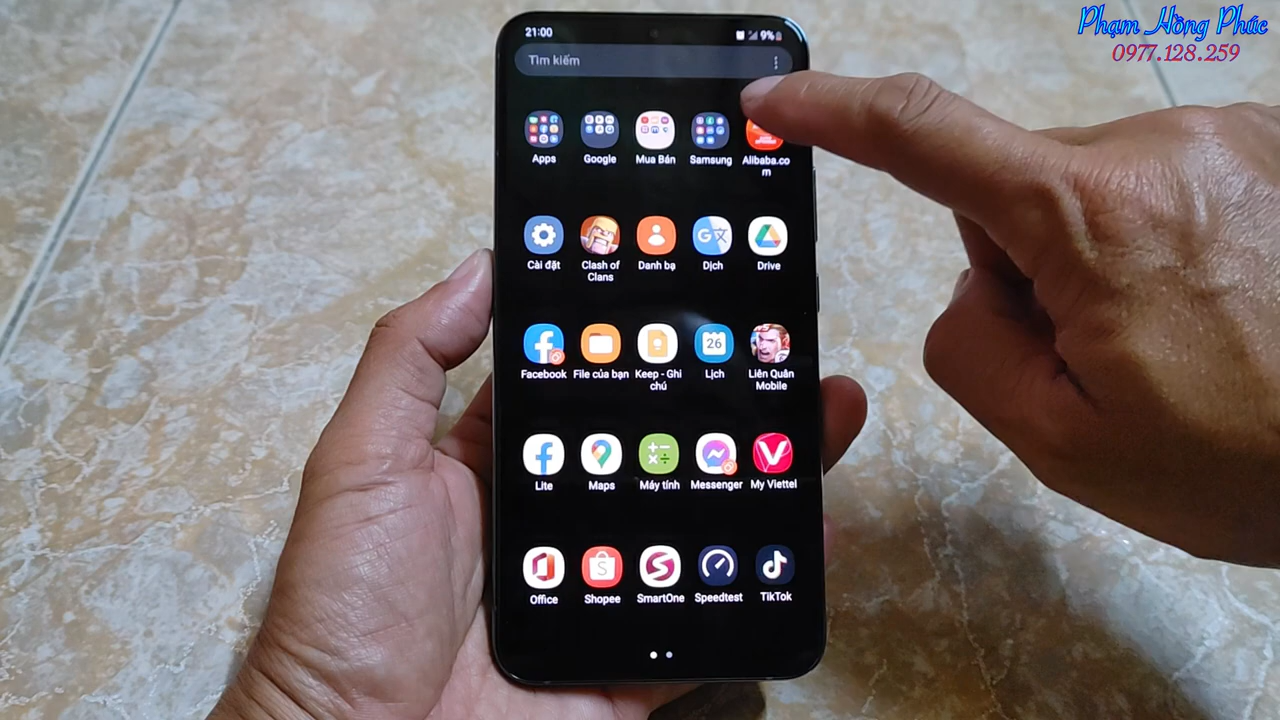 Phạm Hồng Phúc
0977.128.259
21:00
9%
Tìm kiếm
Apps
Google
Mua Bán
Samsung
Alibaba.co
m
Cài đặt
Clash of
Clans
Danh bạ
Dịch
Drive
26
Facebook
File của bạn
Keep - Ghi
chú
Lịch
Liên Quân
Mobile
Lite
Maps
Máy tính
Messenger
My Viettel
Office
Shopee
SmartOne
Speedtest
TikTok